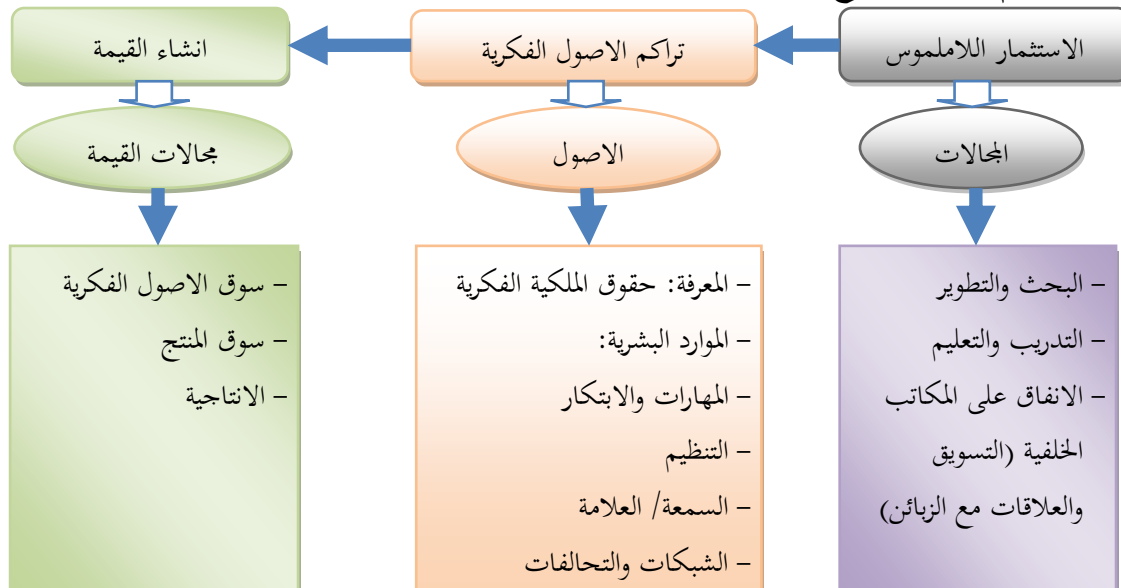 الاستثمار اللاملموس
تراكم الاصول الفكرية
انشاء القيمة
المجالات
الاصول
مجالات القيمة
- البحث والتطوير
- التدريب والتعليم
- الانفاق على المكاتب
الخلفية (التسويق
والعلاقات مع الزبائن)
- المعرفة: حقوق الملكية الفكرية
- الموارد البشرية:
- المهارات والابتكار
- التنظيم
- السمعة/ العلامة
- الشبكات والتحالفات
- سوق الاصول الفكرية
- سوق المنتج
- الانتاجية